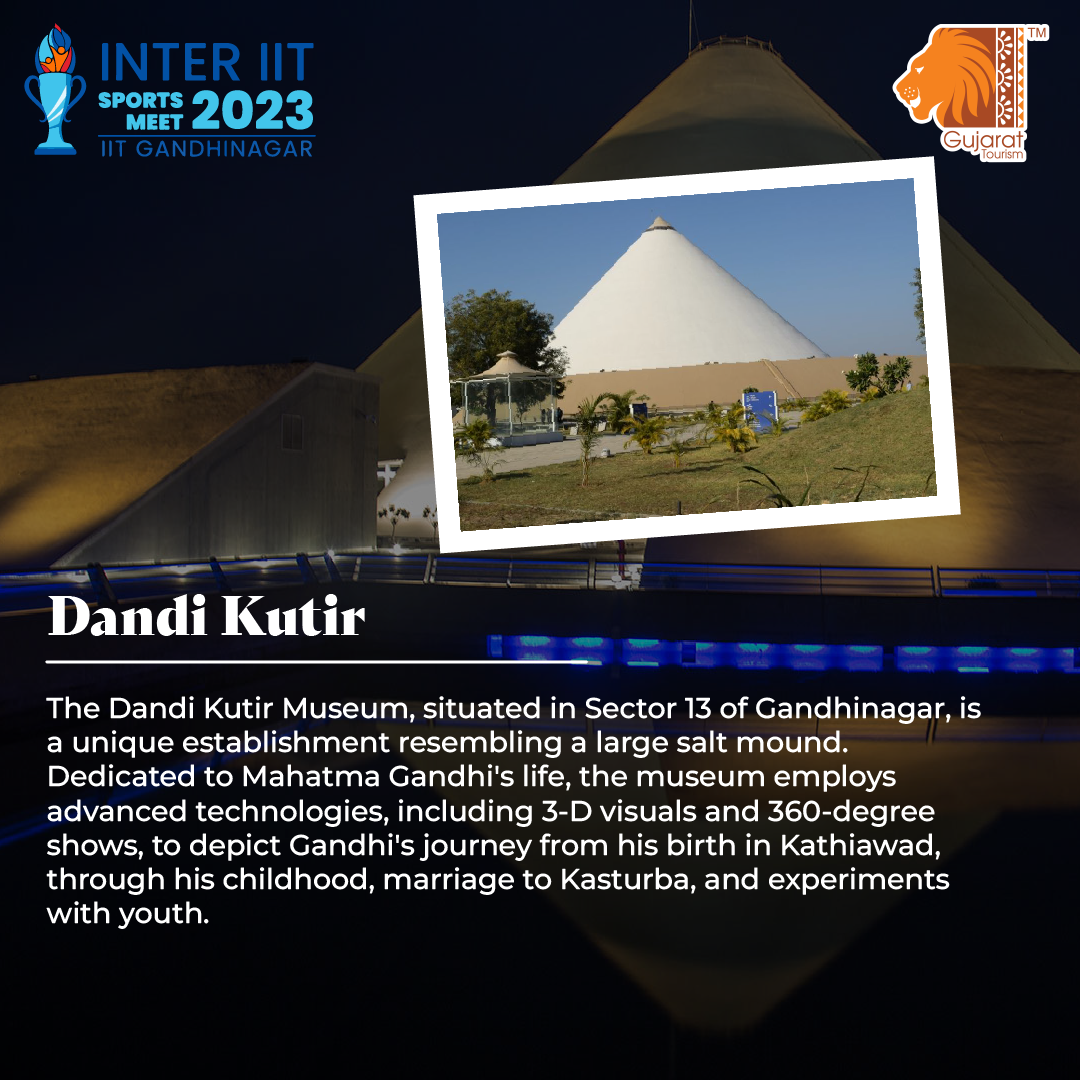 INTER IIT
SPORTS
MEET 2023
IIT GANDHINAGAR
TM
Gujarat
Tourism
Dandi Kutir
The Dandi Kutir Museum, situated in Sector 13 of Gandhinagar, is
a unique establishment resembling a large salt mound.
Dedicated to Mahatma Gandhi's life, the museum employs
advanced technologies, including 3-D visuals and 360-degree
shows, to depict Gandhi's journey from his birth in Kathiawad,
through his childhood, marriage to Kasturba, and experiments
with youth.